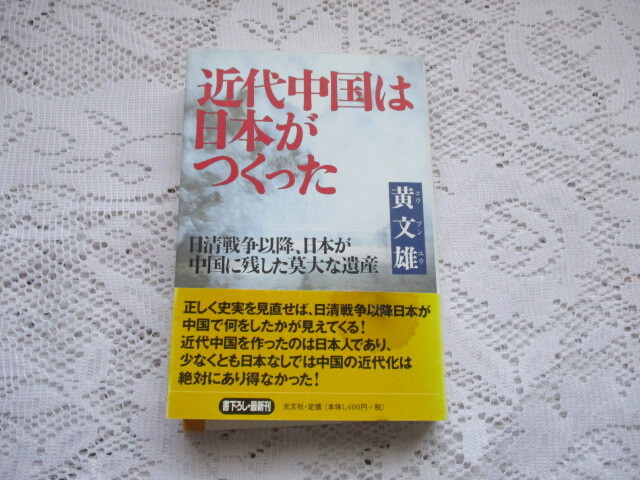 近代中国は
日本が
つくった
黄文雄
コウ ブン ユウ
日清戦争以降、日本が
中国に残した莫大な遺産
正しく史実を見直せば、日清戦争以降日本が
中国で何をしたかが見えてくる!
近代中国を作ったのは日本人であり、
少なくとも日本なしでは中国の近代化は
絶対にあり得なかった!
書下ろし・最新刊
光文社・定価(本体1,400円+税)